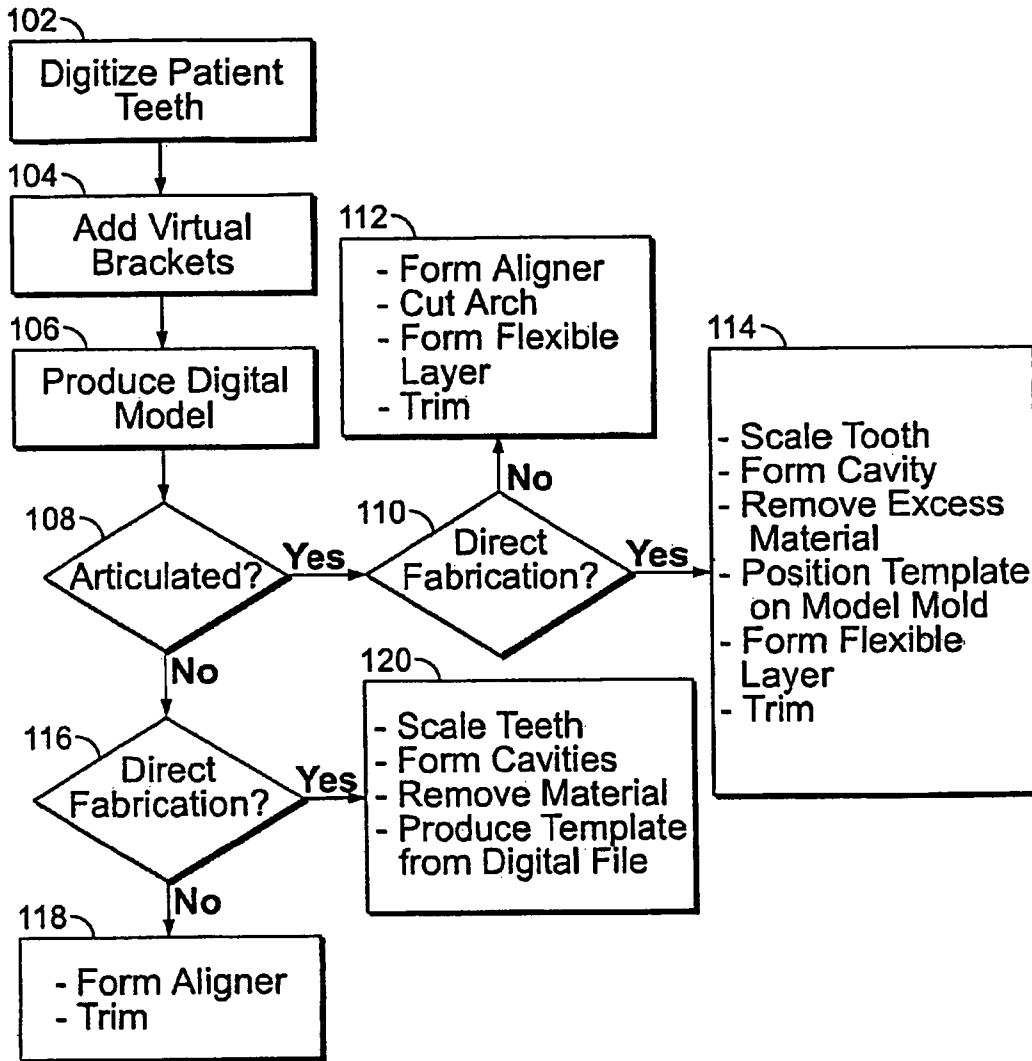 102
Digitize Patient
Teeth
104
Add Virtual
Brackets
106
Produce Digital
Model
108
Articulated?
Yes
No
110
Direct
Fabrication?
No
Yes
112
- Form Aligner
- Cut Arch
- Form Flexible
Layer
- Trim
114
- Scale Tooth
- Form Cavity
- Remove Excess
Material
- Position Template
on Model Mold
- Form Flexible
Layer
- Trim
116
Direct
Fabrication?
Yes
No
120
- Scale Teeth
- Form Cavities
- Remove Material
- Produce Template
from Digital File
118
- Form Aligner
- Trim